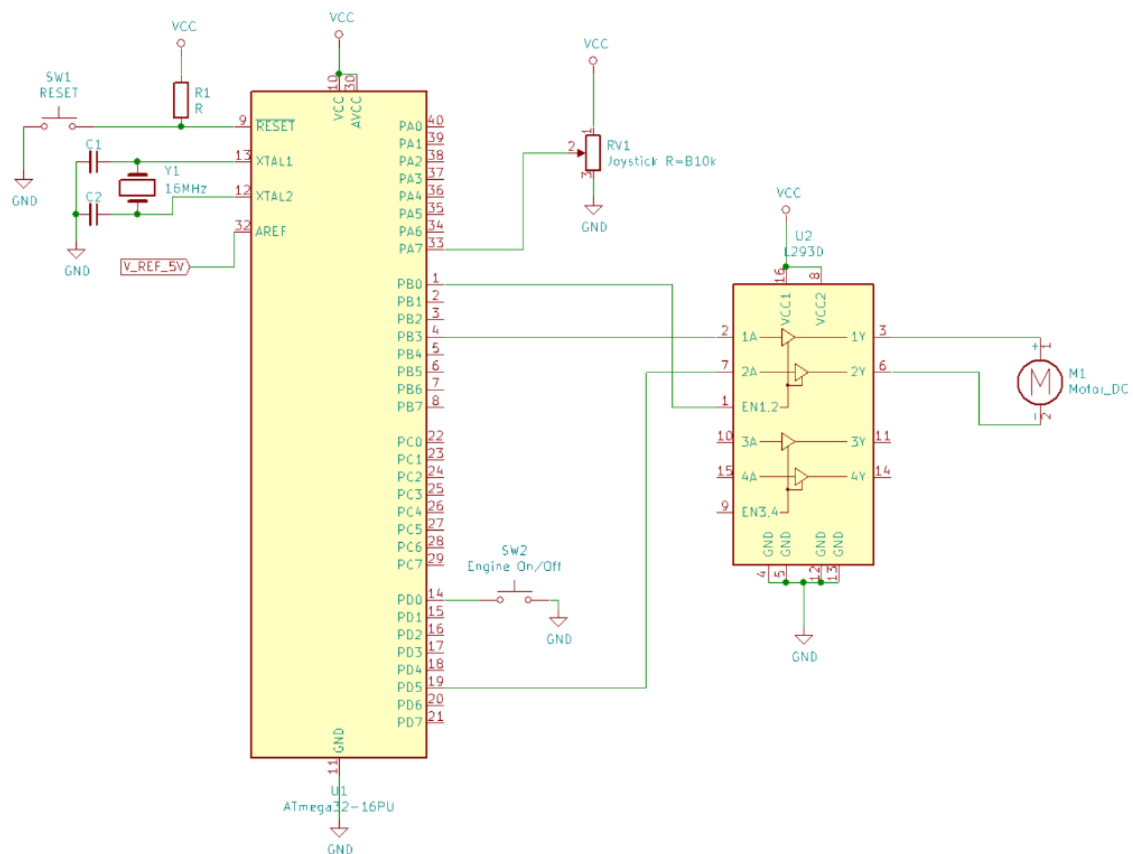 VCC
SW1
RESET
R1
R
C1
Y1
16MHz
C2
GND
GND
V_REF_5V
VCC
10
30
VCC
AVCC
9
RESET
13
XTAL1
12
XTAL2
32
AREF
PA0
40
PA1
39
PA2
38
PA3
37
PA4
36
PA5
35
PA6
34
PA7
33
PB0
1
PB1
2
PB2
3
PB3
4
PB4
5
PB5
6
PB6
7
PB7
8
PC0
22
PC1
23
PC2
24
PC3
25
PC4
26
PC5
27
PC6
28
PC7
29
PD0
14
PD1
15
PD2
16
PD3
17
PD4
18
PD5
19
PD6
20
PD7
21
GND
11
U1
ATmega32-16PU
GND
VCC
1
2
3
RV1
Joystick R=B10k
GND
SW2
Engine On/Off
GND
VCC
U2
L293D
16
8
VCC1
VCC2
2
1A
1Y
3
7
2A
2Y
6
1
EN1,2
10
3A
3Y
11
15
4A
4Y
14
9
EN3,4
GND
GND
GND
GND
4
5
12
13
GND
+
1
M
M1
Motor_DC
-
2